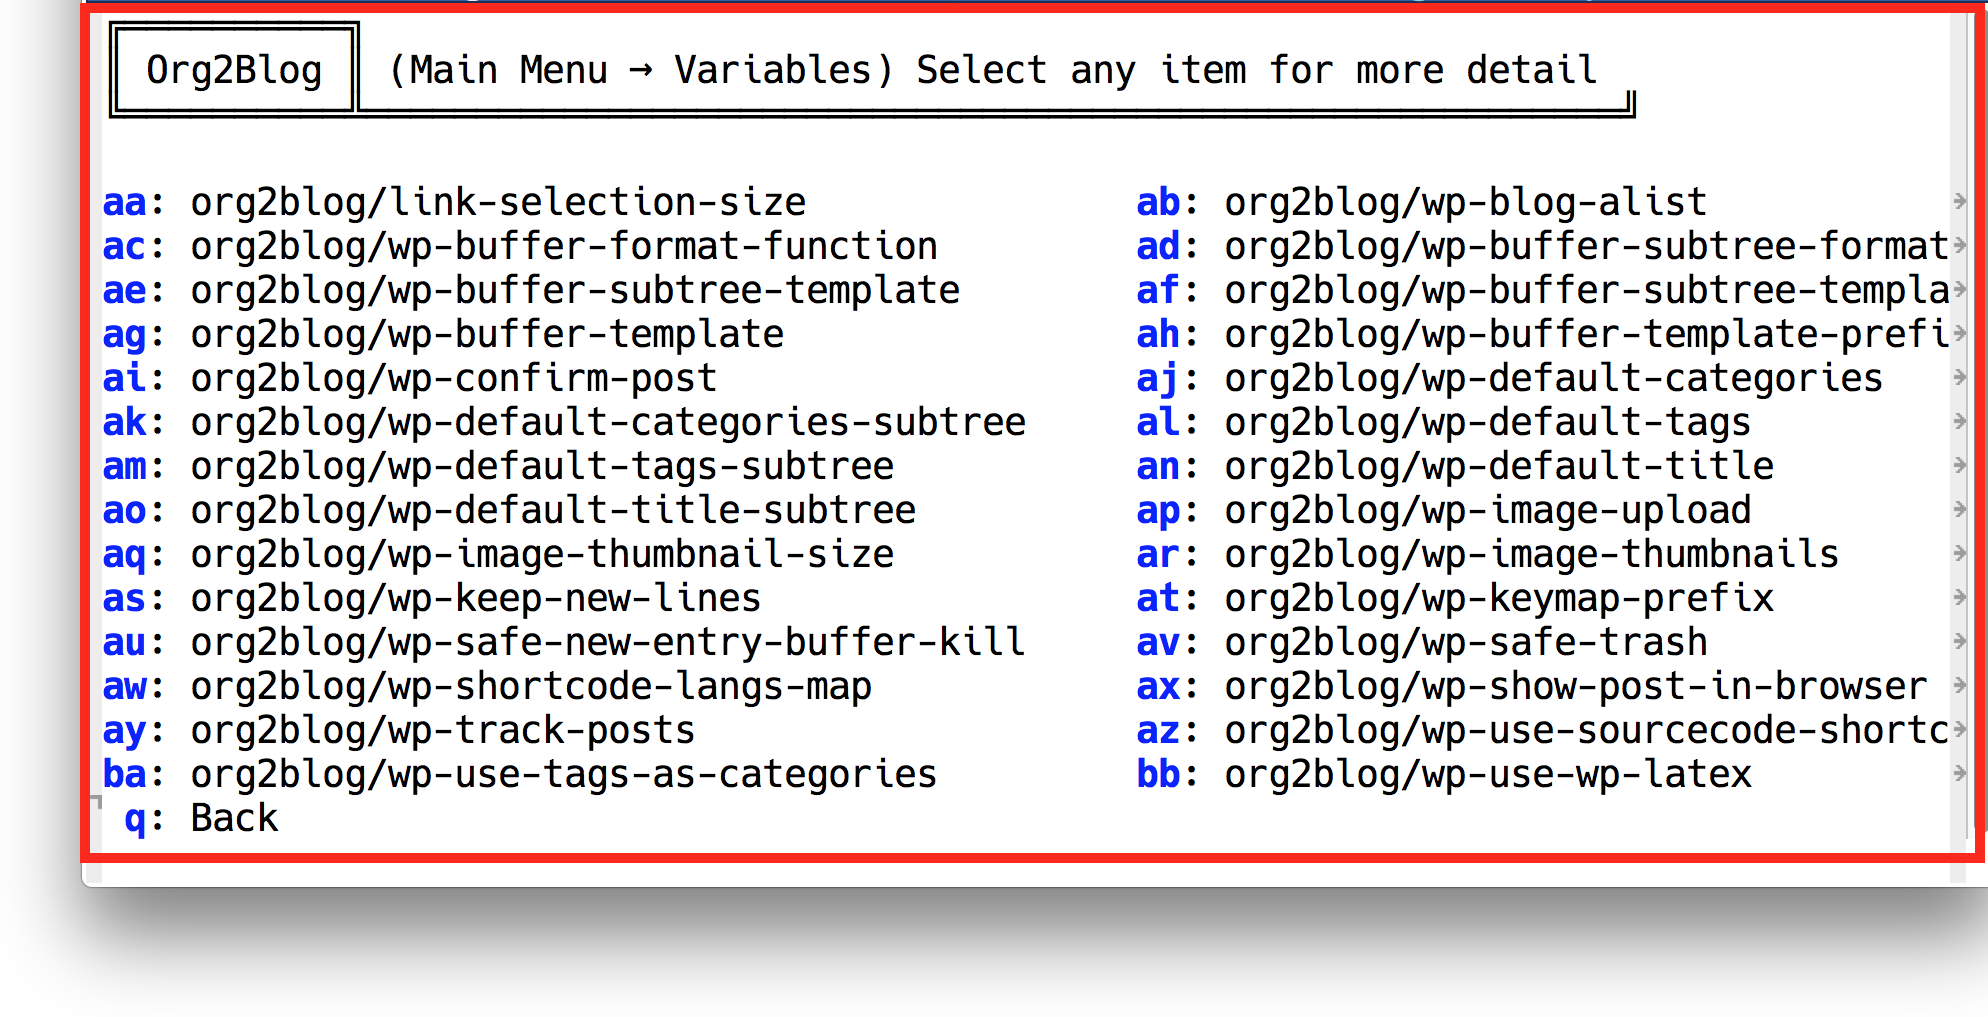 Org2Blog (Main Menu → Variables) Select any item for more detail
aa: org2blog/link-selection-size ab: org2blog/wp-blog-alist
ac: org2blog/wp-buffer-format-function ad: org2blog/wp-buffer-subtree-format
ae: org2blog/wp-buffer-subtree-template af: org2blog/wp-buffer-subtree-templa
ag: org2blog/wp-buffer-template ah: org2blog/wp-buffer-template-prefi
ai: org2blog/wp-confirm-post aj: org2blog/wp-default-categories
ak: org2blog/wp-default-categories-subtree al: org2blog/wp-default-tags
am: org2blog/wp-default-tags-subtree an: org2blog/wp-default-title
ao: org2blog/wp-default-title-subtree ap: org2blog/wp-image-upload
aq: org2blog/wp-image-thumbnail-size ar: org2blog/wp-image-thumbnails
as: org2blog/wp-keep-new-lines at: org2blog/wp-keymap-prefix
au: org2blog/wp-safe-new-entry-buffer-kill av: org2blog/wp-safe-trash
aw: org2blog/wp-shortcode-langs-map ax: org2blog/wp-show-post-in-browser
ay: org2blog/wp-track-posts az: org2blog/wp-use-sourcecode-shortc
ba: org2blog/wp-use-tags-as-categories bb: org2blog/wp-use-wp-latex
q: Back